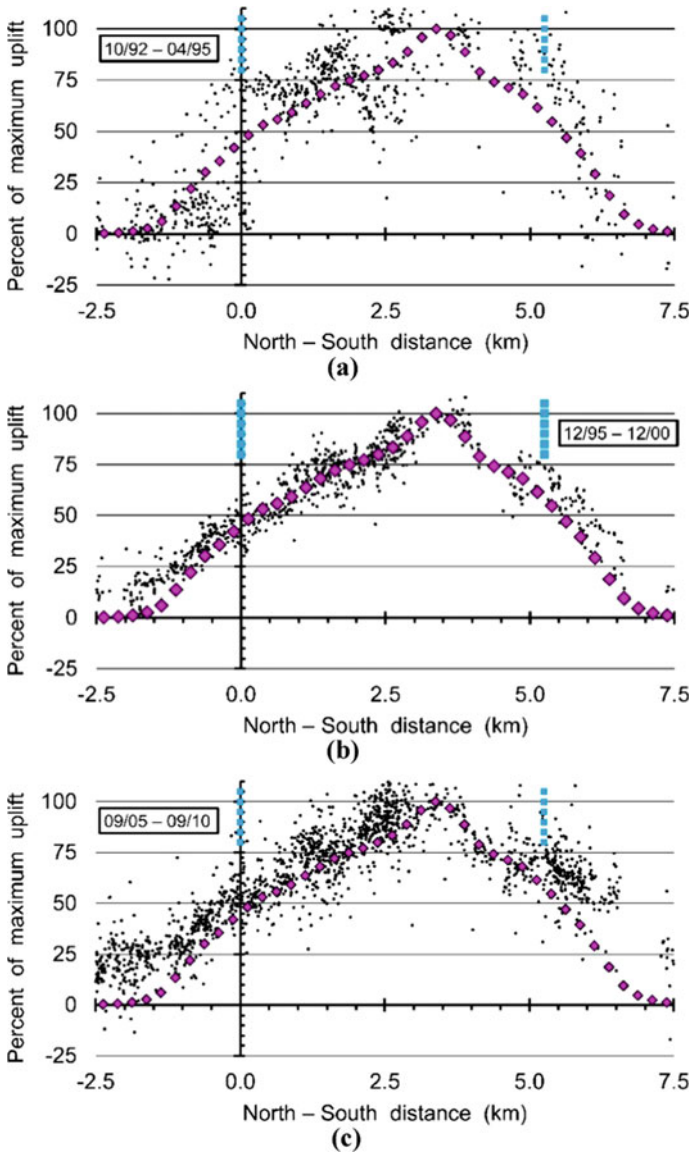 100
10/92 – 04/95
75
50
25
0
-25
-2.5 0.0 2.5 5.0 7.5
Percent of maximum uplift
North – South distance (km)
(a)
100
12/95 – 12/00
75
50
25
0
-25
-2.5 0.0 2.5 5.0 7.5
Percent of maximum uplift
North – South distance (km)
(b)
100
09/05 – 09/10
75
50
25
0
-25
-2.5 0.0 2.5 5.0 7.5
Percent of maximum uplift
North – South distance (km)
(c)